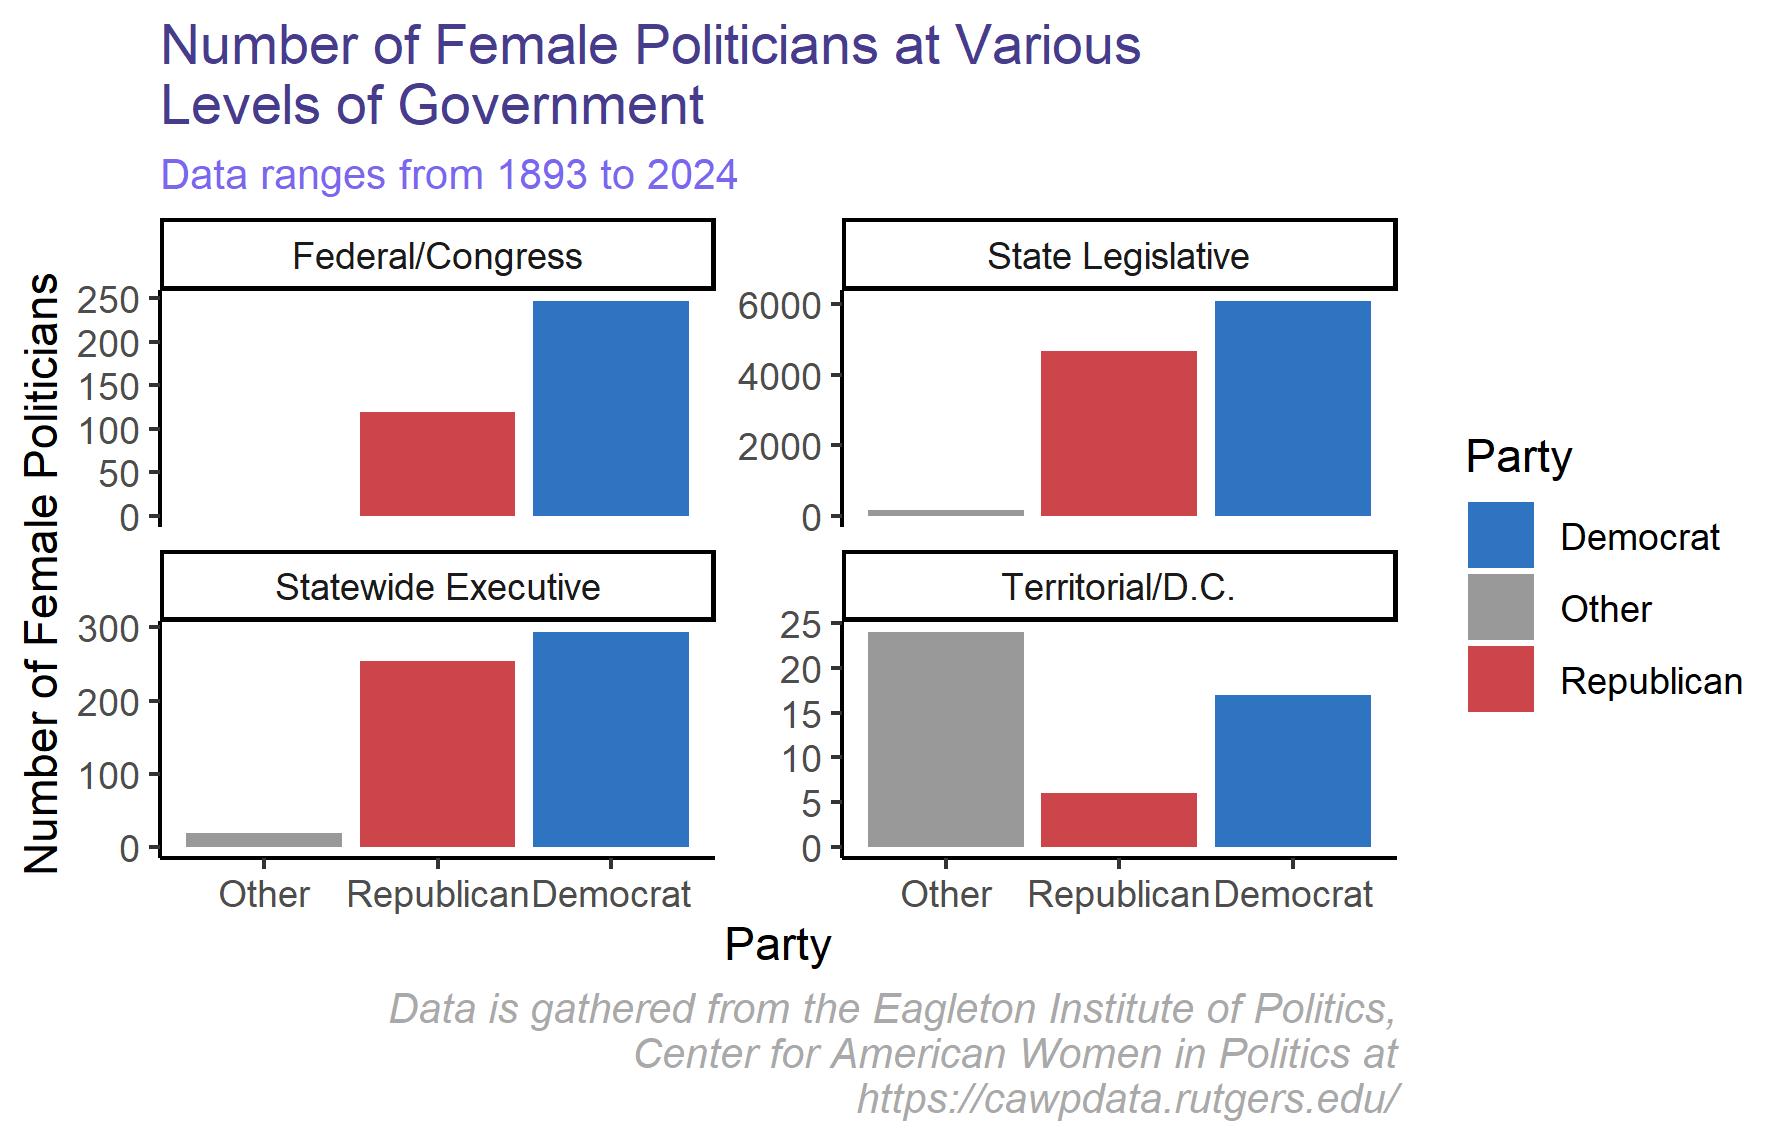 Number of Female Politicians at Various
Levels of Government
Data ranges from 1893 to 2024
Number of Female Politicians
Federal/Congress
250
200
150
100
50
0
State Legislative
6000
4000
2000
0
Statewide Executive
300
200
100
0
Other Republican Democrat
Territorial/D.C.
25
20
15
10
5
0
Other Republican Democrat
Party
Party
Democrat
Other
Republican
Data is gathered from the Eagleton Institute of Politics,
Center for American Women in Politics at
https://cawpdata.rutgers.edu/